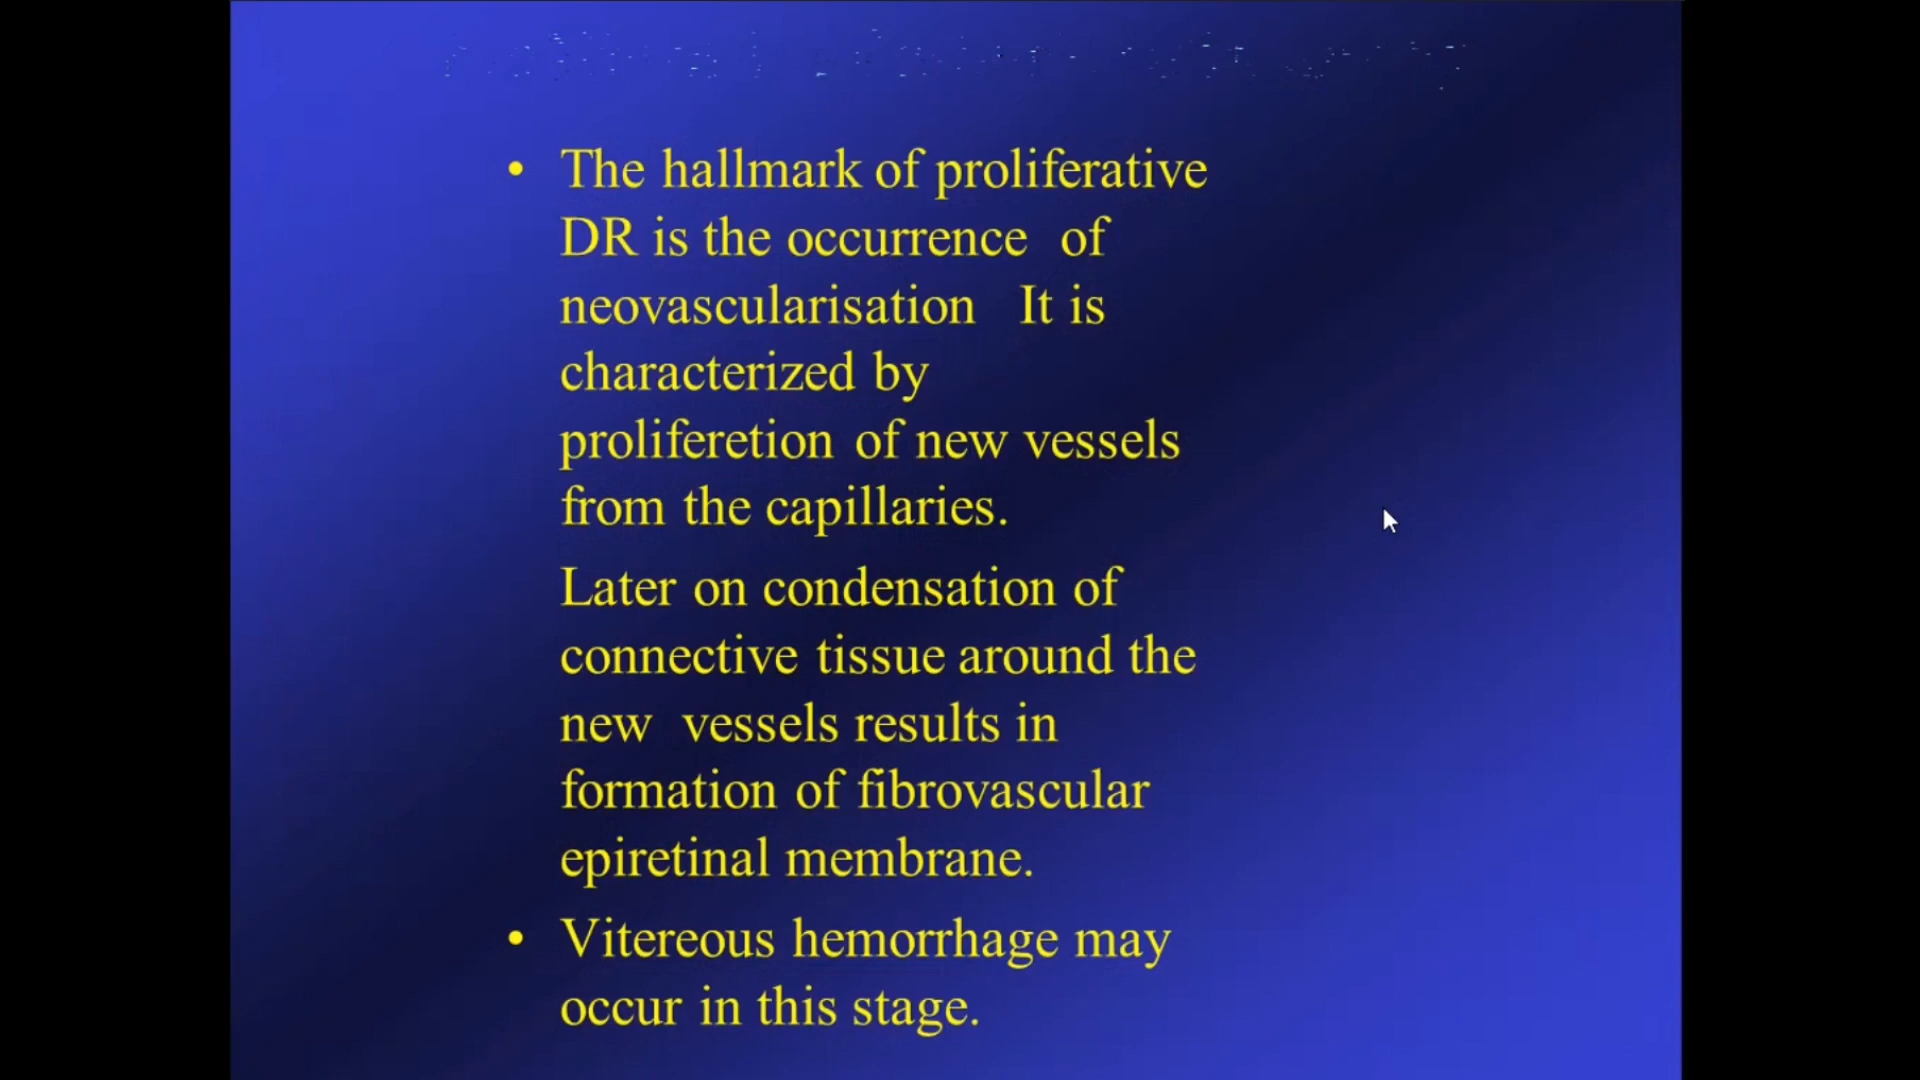 • The hallmark of proliferative
DR is the occurrence of
neovascularisation It is
characterized by
proliferetion of new vessels
from the capillaries.
Later on condensation of
connective tissue around the
new vessels results in
formation of fibrovascular
epiretinal membrane.
• Vitereous hemorrhage may
occur in this stage.